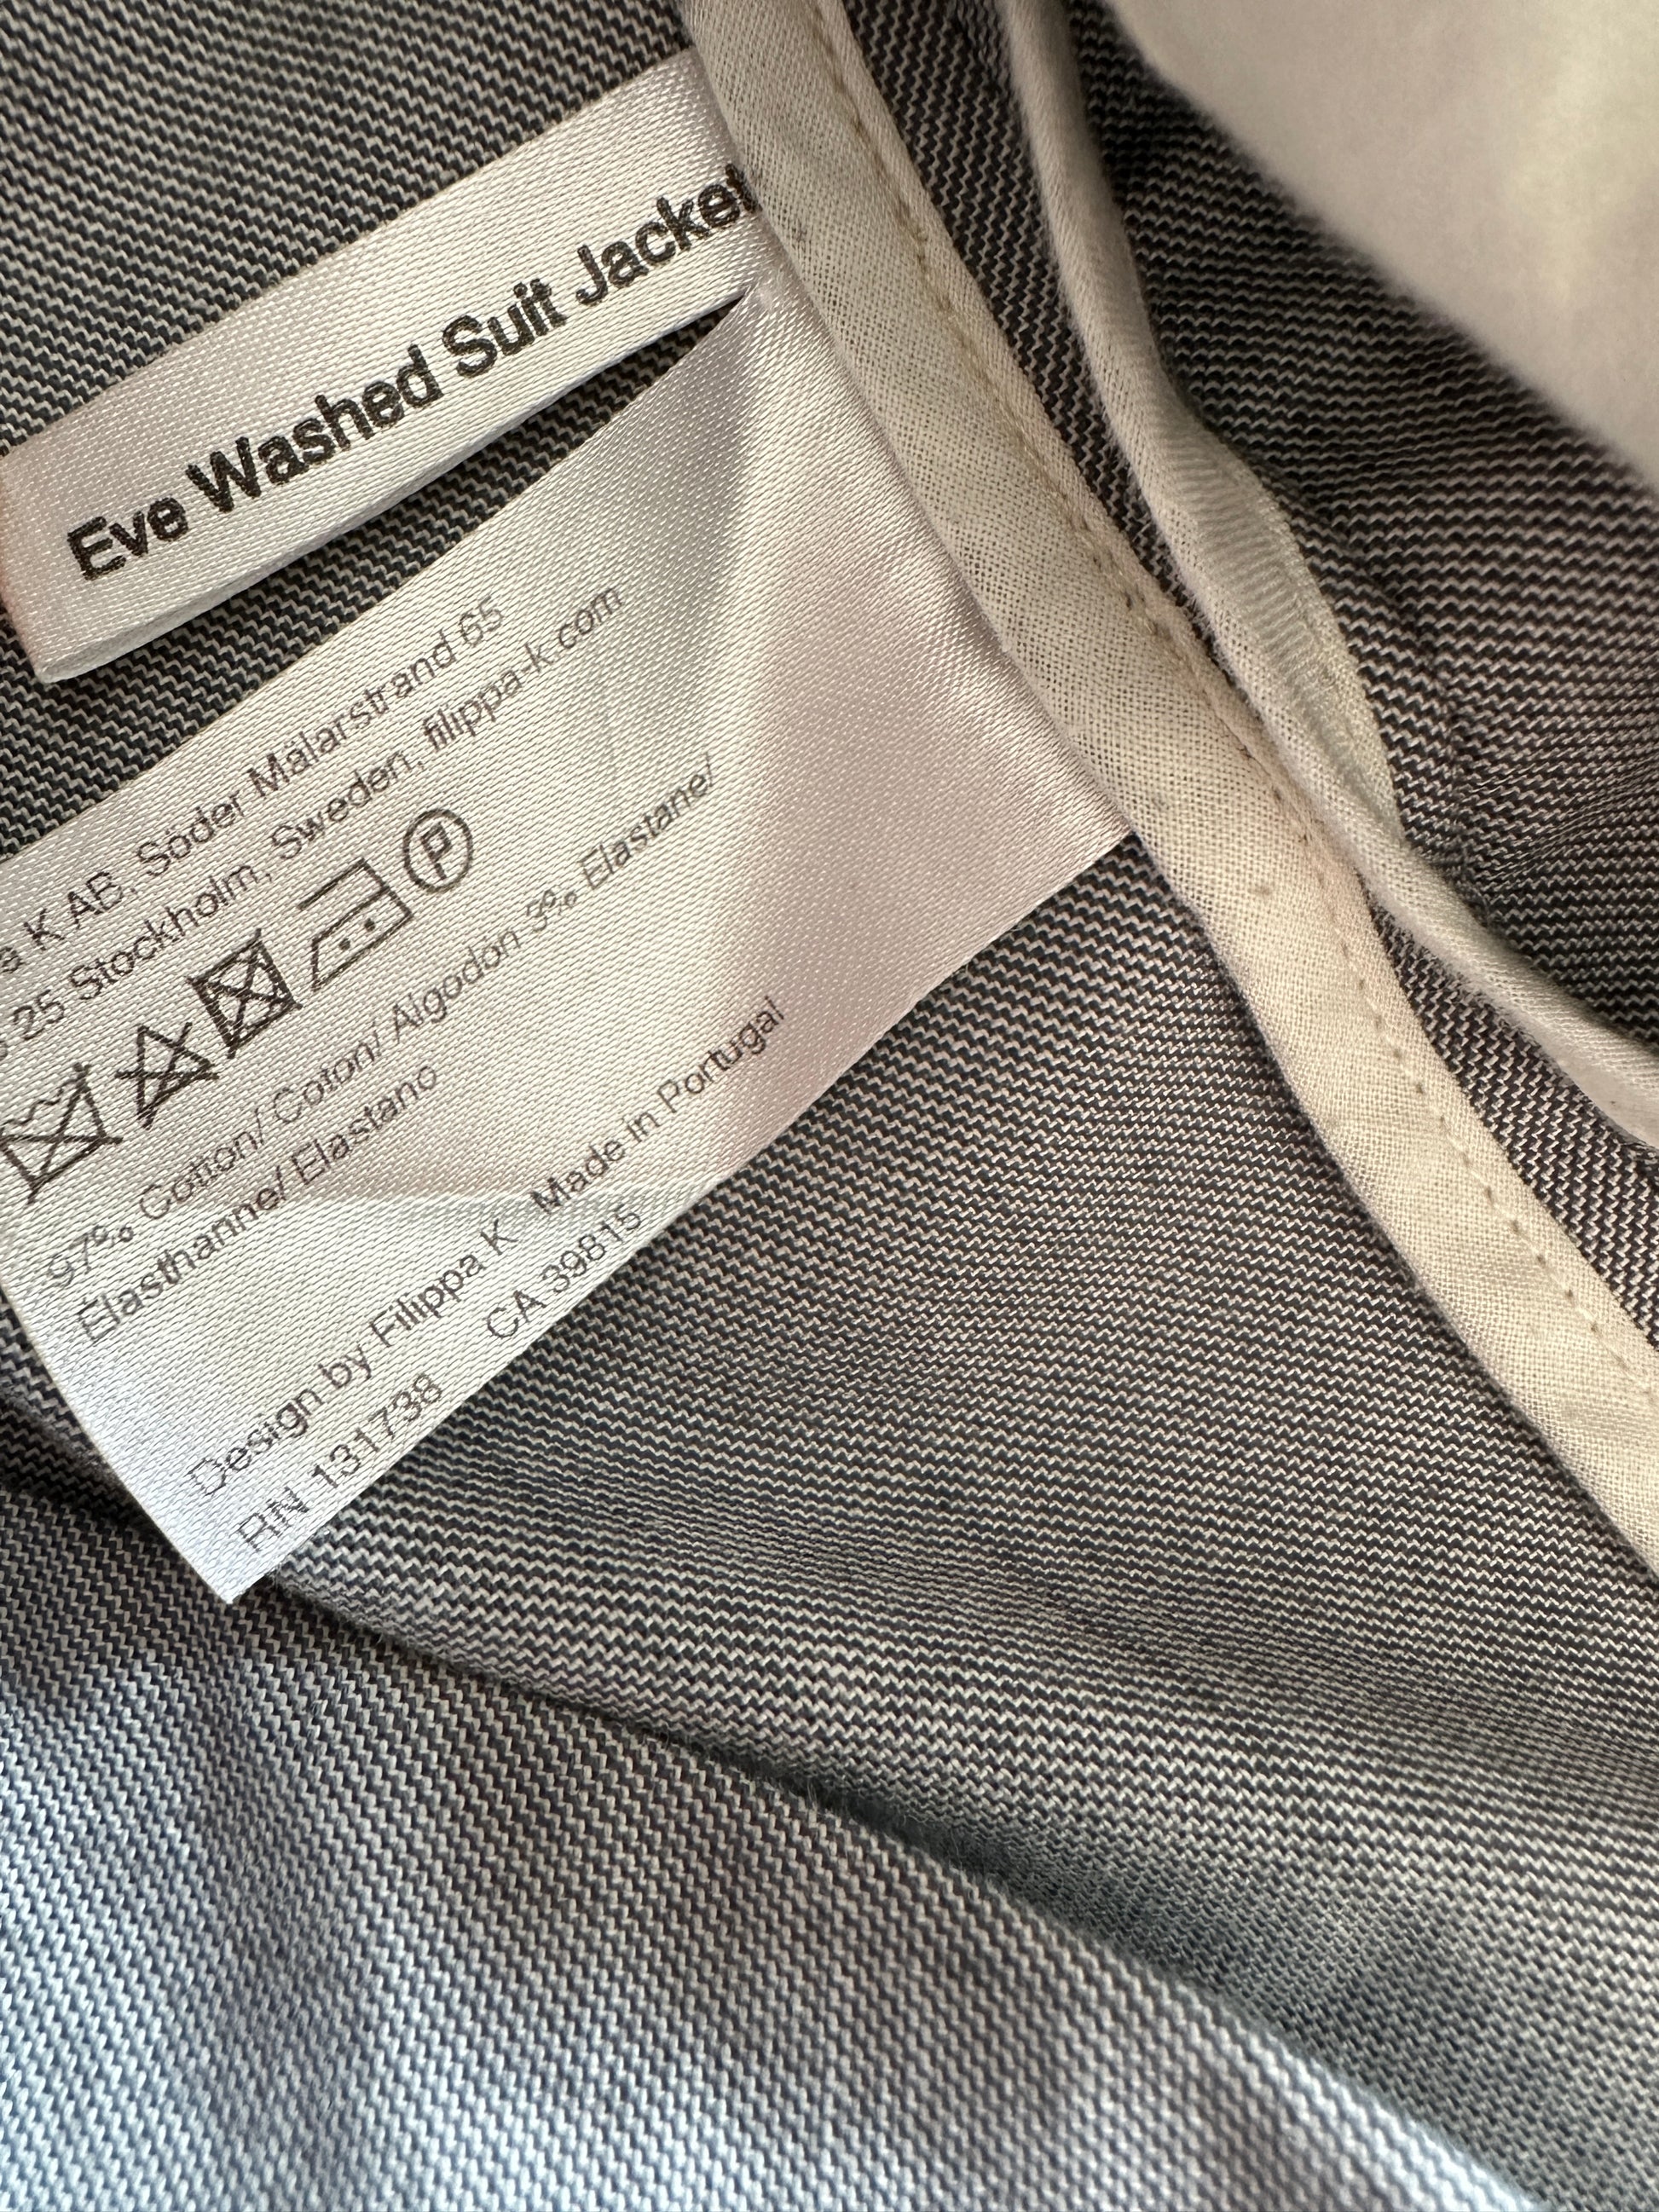 Eve Washed Suit Jacket
a K AB, Söder Mälarstrand 65
25 Stockholm, Sweden, filippa-k.com
P
97% Cotton/ Coton/ Algodón 3% Elastane/
Elasthanne/ Elastano
Design by Filippa K Made in Portugal
RN 131738 CA 39815